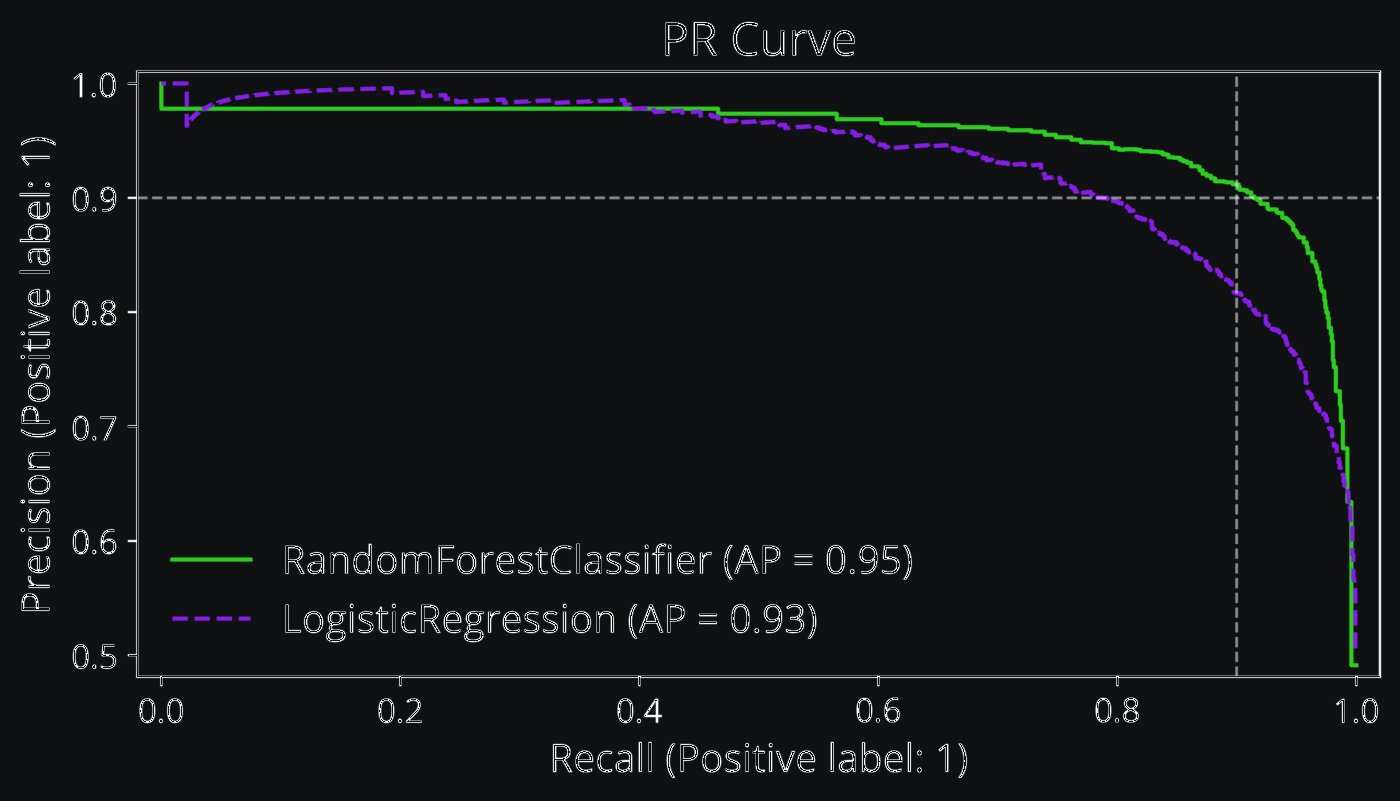 PR Curve
Precision (Positive label: 1)
1.0
0.9
0.8
0.7
0.6
0.5
RandomForestClassifier (AP = 0.95)
LogisticRegression (AP = 0.93)
0.0 0.2 0.4 0.6 0.8 1.0
Recall (Positive label: 1)